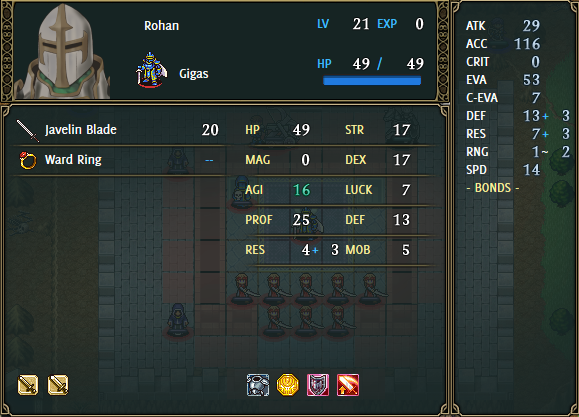 Rohan
LV 21 EXP 0
Gigas
HP 49 / 49
Javelin Blade 20
Ward Ring --
HP 49 STR 17
MAG 0 DEX 17
AGI 16 LUCK 7
PROF 25 DEF 13
RES 4+ 3 MOB 5
ATK 29
ACC 116
CRIT 0
EVA 53
C-EVA 7
DEF 13+ 3
RES 7+ 3
RNG 1~ 2
SPD 14
- BONDS -